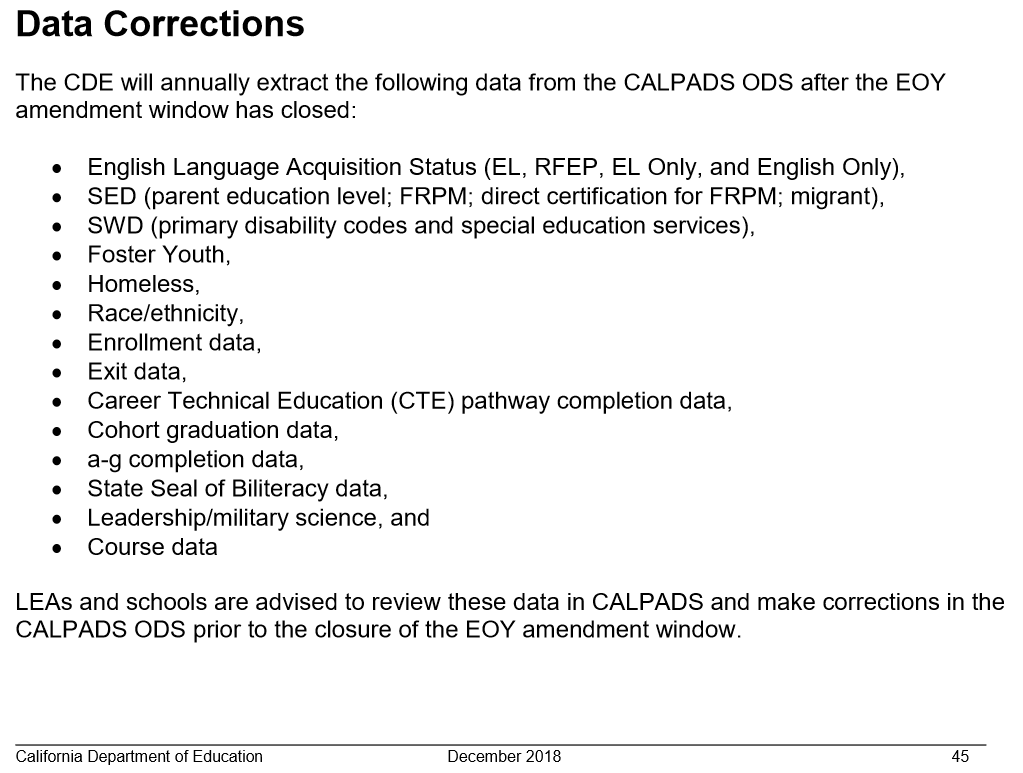 Data Corrections
The CDE will annually extract the following data from the CALPADS ODS after the EOY
amendment window has closed:
• English Language Acquisition Status (EL, RFEP, EL Only, and English Only),
• SED (parent education level; FRPM; direct certification for FRPM; migrant),
• SWD (primary disability codes and special education services),
• Foster Youth,
• Homeless,
• Race/ethnicity,
• Enrollment data,
• Exit data,
• Career Technical Education (CTE) pathway completion data,
• Cohort graduation data,
• a-g completion data,
• State Seal of Biliteracy data,
• Leadership/military science, and
• Course data
LEAs and schools are advised to review these data in CALPADS and make corrections in the
CALPADS ODS prior to the closure of the EOY amendment window.
California Department of Education December 2018 45